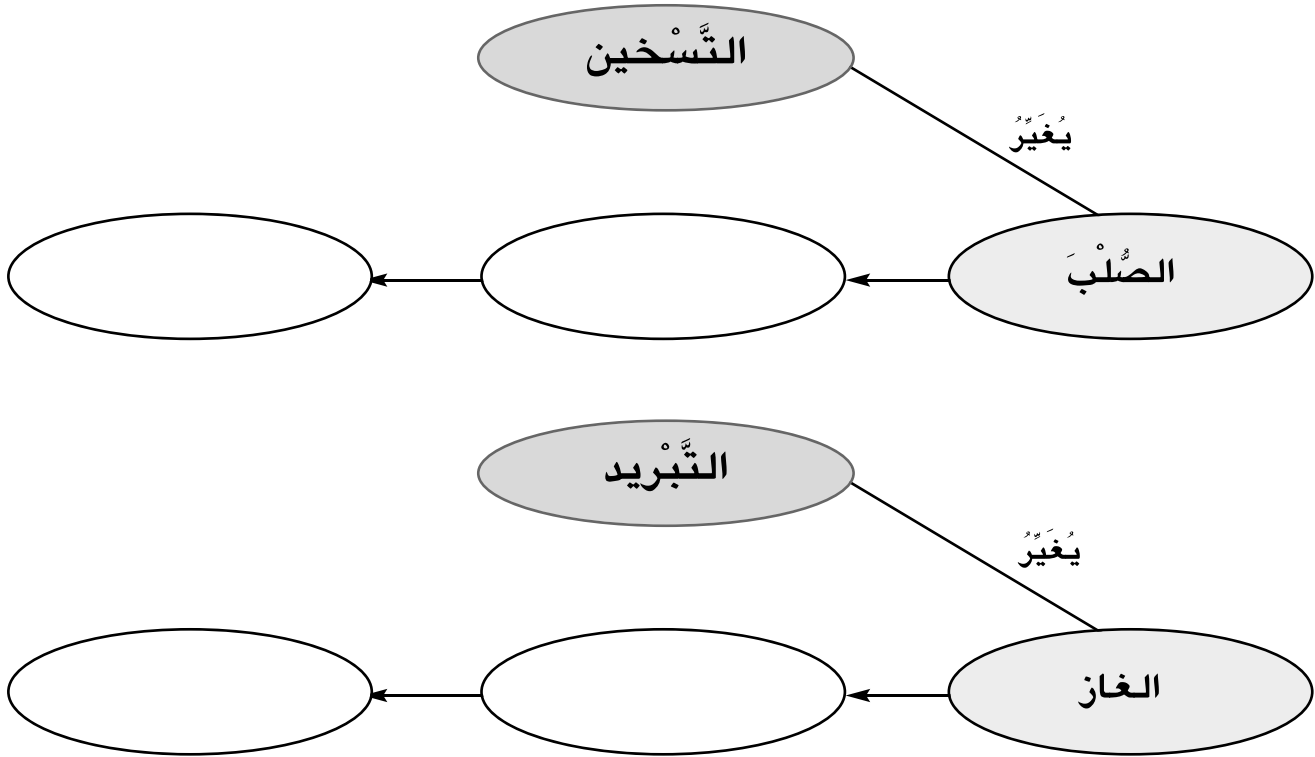 التَّسْخين
يُغَيِّرُ
الصُّلْبَ
التَّبْريد
يُغَيِّرُ
الغاز